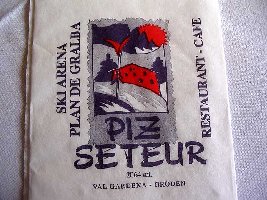 SKI ARENA
PLAN DE GRALBA
RESTAURANT - CAFE
PIZ
SETEUR
VAL GARDENA - GRÖDEN